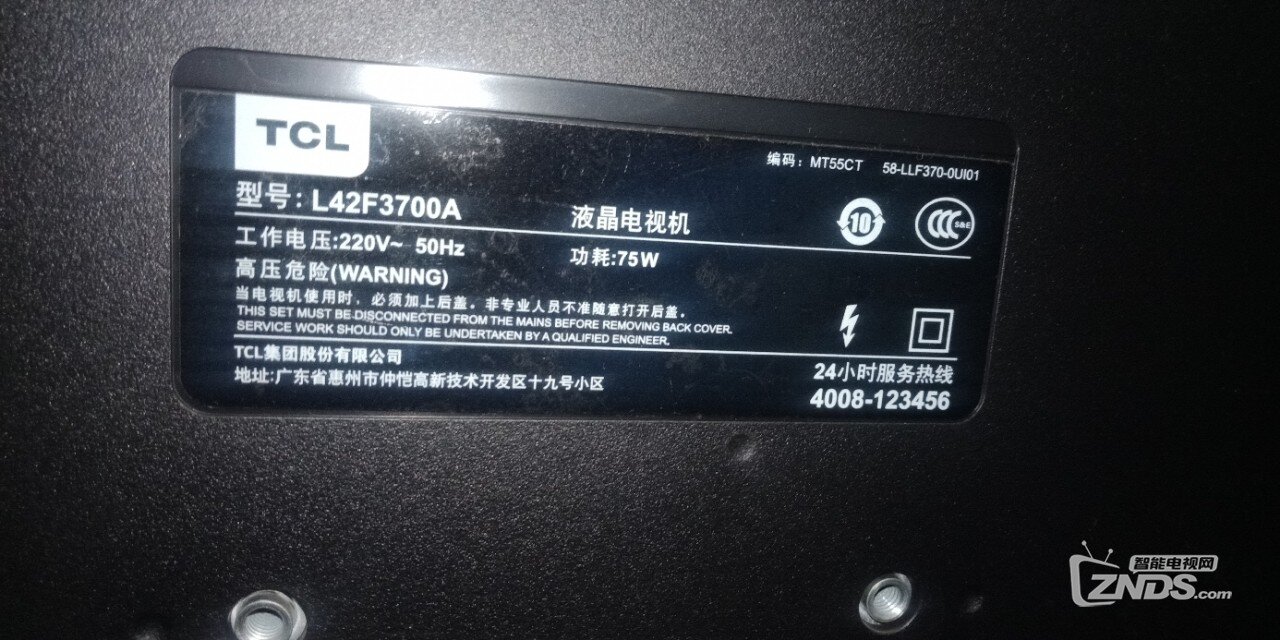 TCL
编码：MT55CT 58-LLF370-0UI01
型号：L42F3700A 液晶电视机
10
CCC S&E
工作电压:220V~ 50Hz 功耗:75W
高压危险(WARNING)
当电视机使用时，必须加上后盖。非专业人员不准随意打开后盖。
THIS SET MUST BE DISCONNECTED FROM THE MAINS BEFORE REMOVING BACK COVER.
SERVICE WORK SHOULD ONLY BE UNDERTAKEN BY A QUALIFIED ENGINEER.
TCL集团股份有限公司
地址:广东省惠州市仲恺高新技术开发区十九号小区
24小时服务热线
4008-123456
智能电视网
ZNDS.com